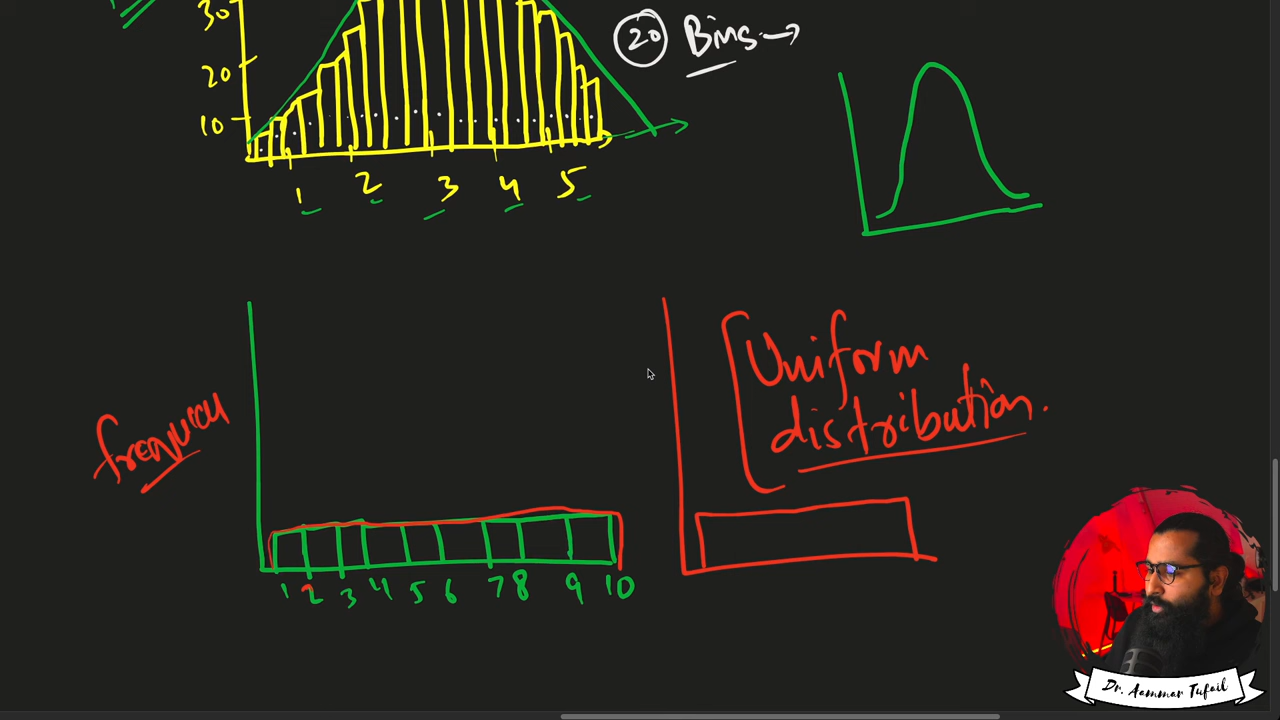 30
20
10
1 2 3 4 5
20 Bins →
frequency
1 2 3 4 5 6 7 8 9 10
Uniform
distribution.
Dr. Aammar Tufail